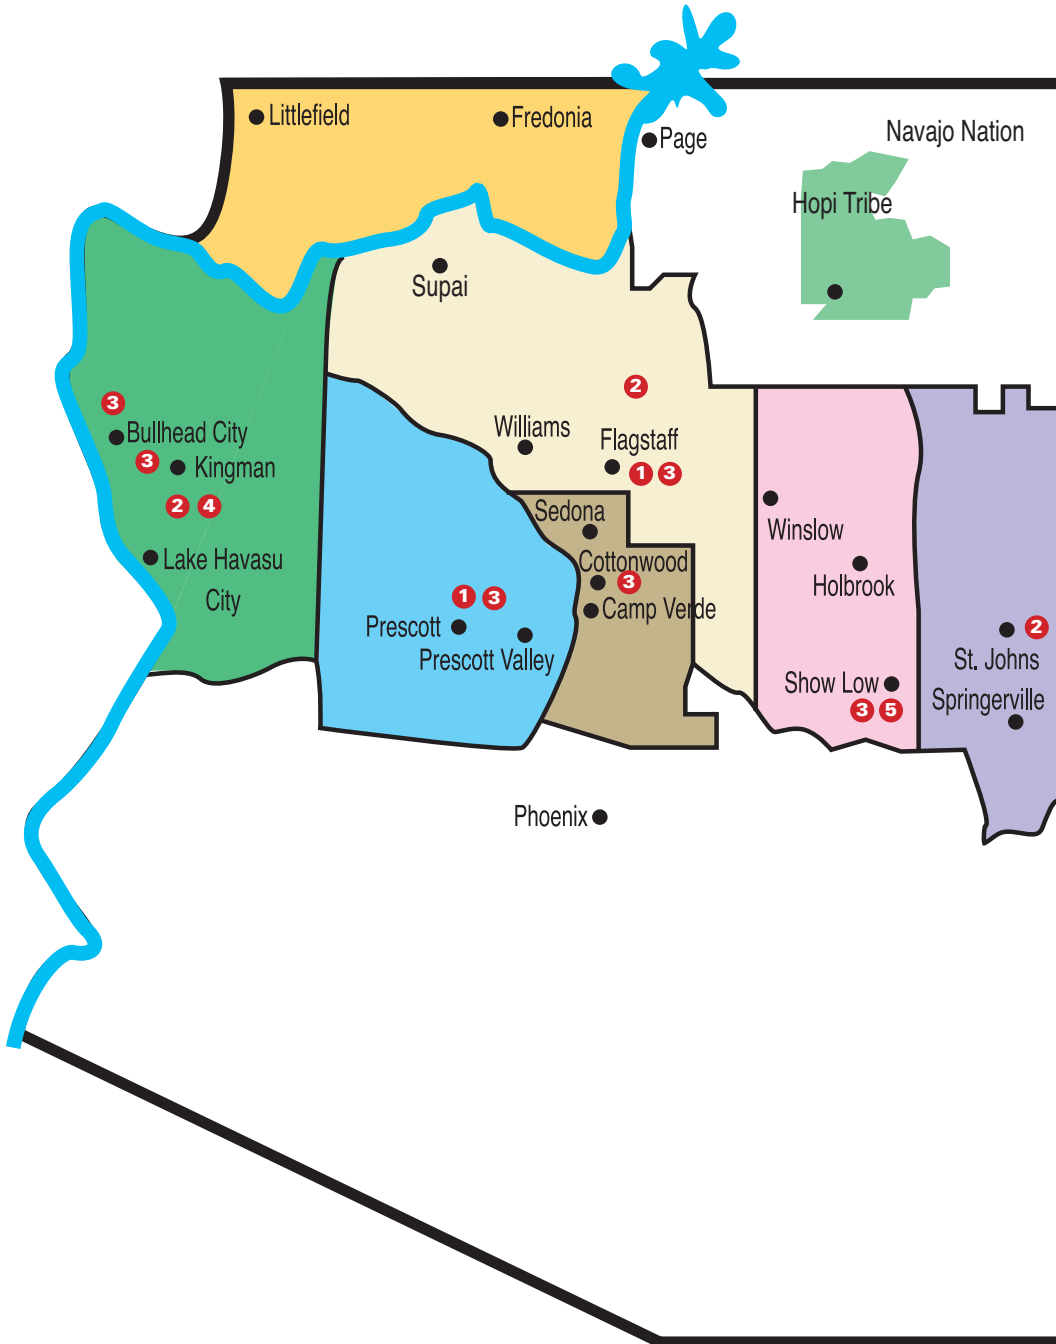 Littlefield
Fredonia
Page
Navajo Nation
Hopi Tribe
Supai
2
3
Bullhead City
Williams
Flagstaff
3
Kingman
1 3
2 4
Winslow
Sedona
Lake Havasu
City
Cottonwood
3
Holbrook
1 3
Camp Verde
Prescott
Prescott Valley
2
St. Johns
Show Low
Springerville
3 5
Phoenix